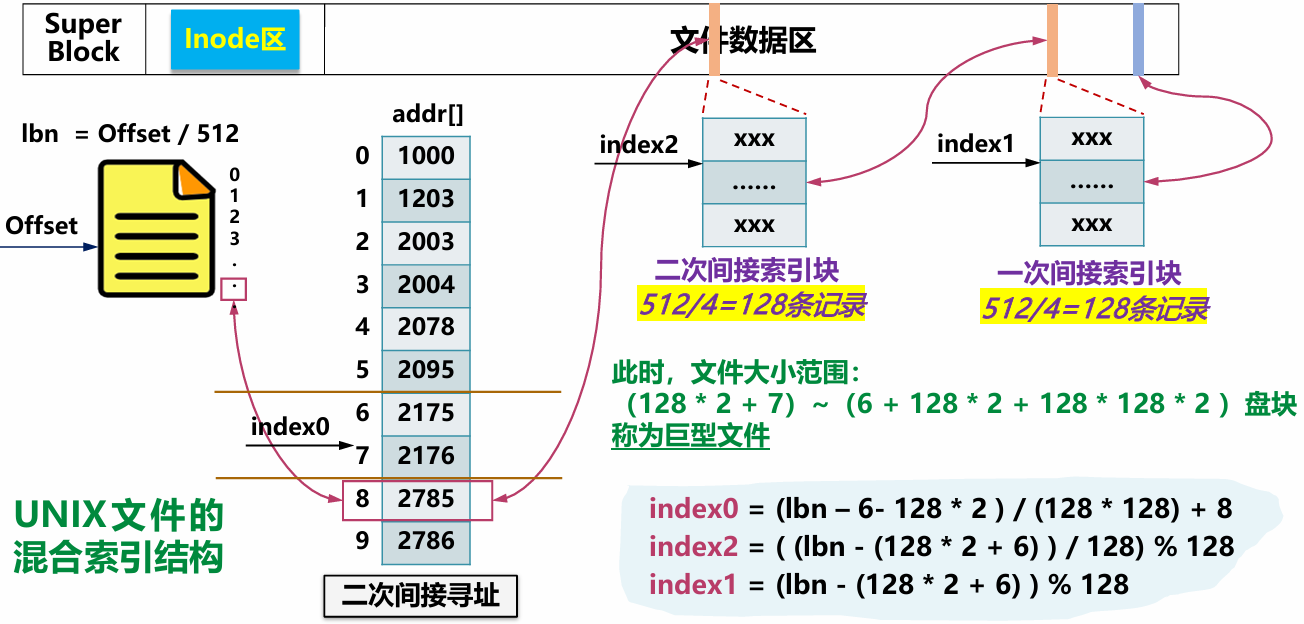 Super
Block
Inode区
文件数据区
lbn = Offset / 512
Offset
0
1
2
3
.
.
addr[]
0 1000
1 1203
2 2003
3 2004
4 2078
5 2095
6 2175
7 2176
8 2785
9 2786
index0
二次间接寻址
UNIX文件的
混合索引结构
index2
xxx
......
xxx
二次间接索引块
512/4=128条记录
index1
xxx
......
xxx
一次间接索引块
512/4=128条记录
此时，文件大小范围：
（128 * 2 + 7）~（6 + 128 * 2 + 128 * 128 * 2 ）盘块
称为巨型文件
index0 = (lbn – 6- 128 * 2 ) / (128 * 128) + 8
index2 = ( (lbn - (128 * 2 + 6) ) / 128) % 128
index1 = (lbn - (128 * 2 + 6) ) % 128